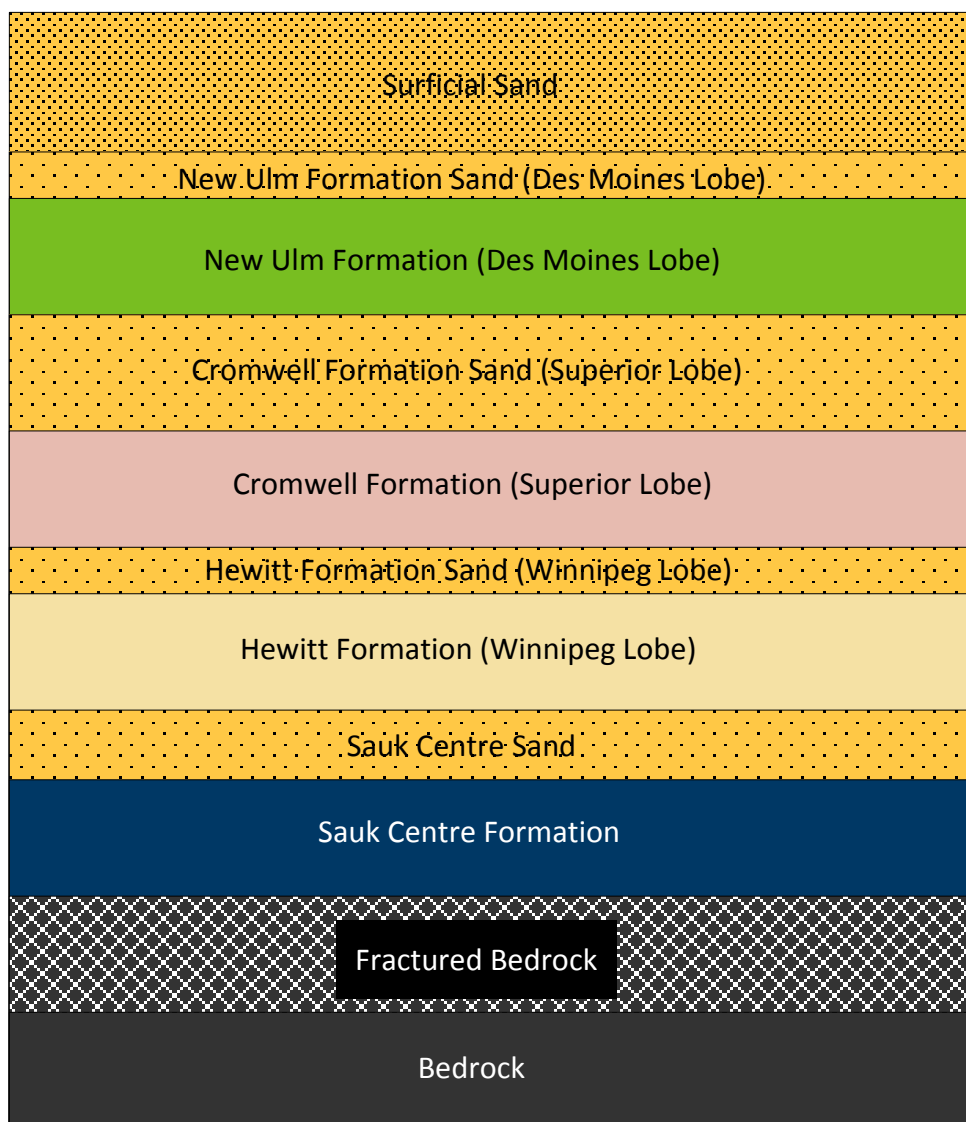 Surficial Sand
New Ulm Formation Sand (Des Moines Lobe)
New Ulm Formation (Des Moines Lobe)
Cromwell Formation Sand (Superior Lobe)
Cromwell Formation (Superior Lobe)
Hewitt Formation Sand (Winnipeg Lobe)
Hewitt Formation (Winnipeg Lobe)
Sauk Centre Sand
Sauk Centre Formation
Fractured Bedrock
Bedrock